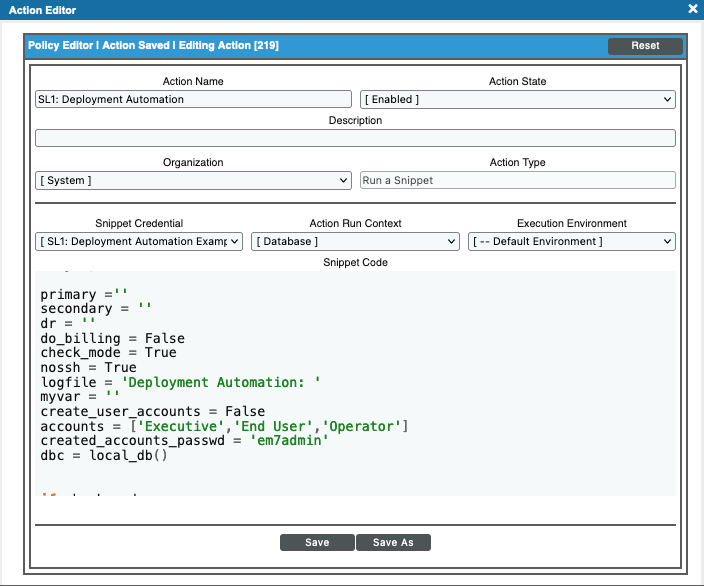 Action Editor
Policy Editor | Action Saved | Editing Action [219]
Reset
Action Name
Action State
SL1: Deployment Automation
[ Enabled ]
Description
Organization
Action Type
[ System ]
Run a Snippet
Snippet Credential
Action Run Context
Execution Environment
[ SL1: Deployment Automation Examp
[ Database ]
[ -- Default Environment ]
Snippet Code
primary =''
secondary = ''
dr = ''
do_billing = False
check_mode = True
nossh = True
logfile = 'Deployment Automation: '
myvar = ''
create_user_accounts = False
accounts = ['Executive','End User','Operator']
created_accounts_passwd = 'em7admin'
dbc = local_db()
Save
Save As